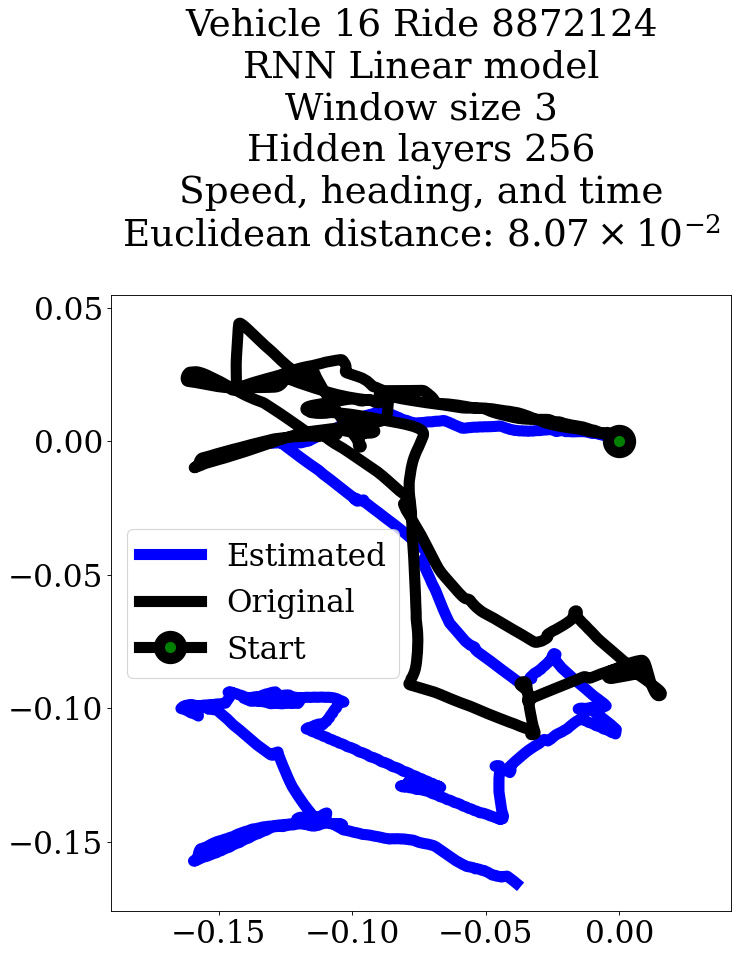 Vehicle 16 Ride 8872124
RNN Linear model
Window size 3
Hidden layers 256
Speed, heading, and time
Euclidean distance: 8.07 × 10⁻²
0.05
0.00
−0.05
−0.10
−0.15
Estimated
Original
Start
−0.15 −0.10 −0.05 0.00